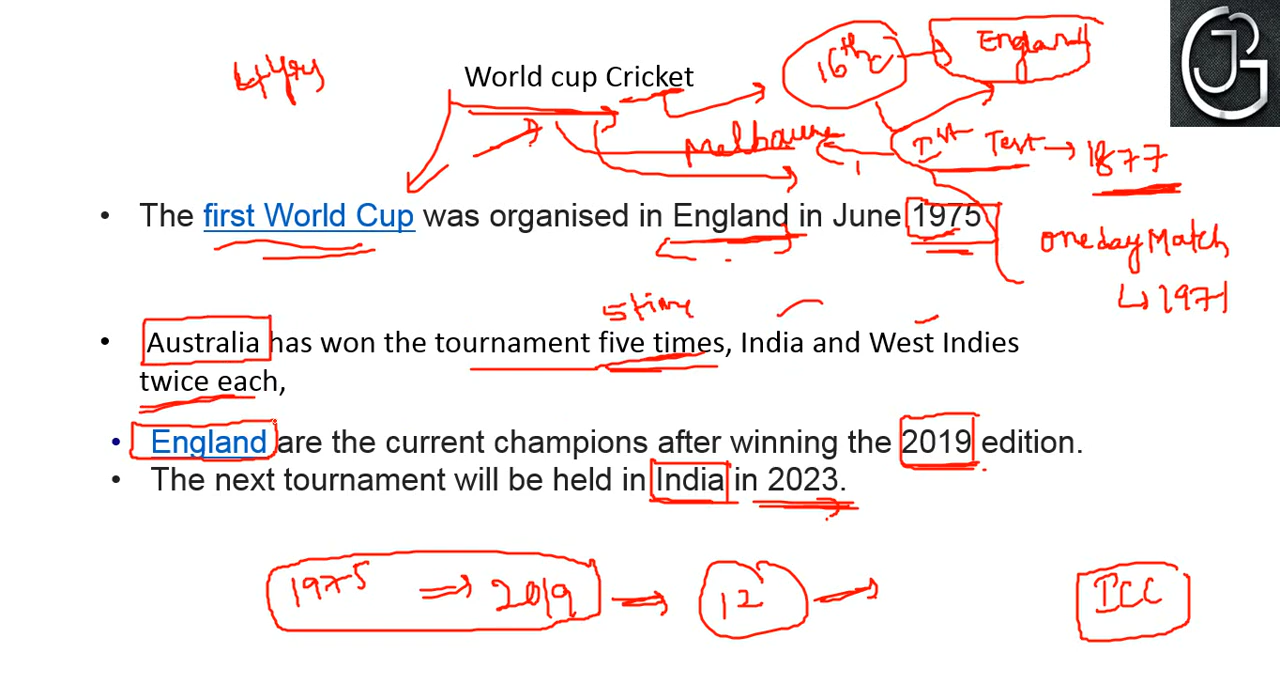 16th C England
4 yrs
World cup Cricket
Melbourne Ist Test → 1877
The first World Cup was organised in England in June 1975
one day Match
↳ 1971
5 time
Australia has won the tournament five times, India and West Indies
twice each,
England are the current champions after winning the 2019 edition.
The next tournament will be held in India in 2023.
1975 ⇒ 2019 → 12 →
ICC